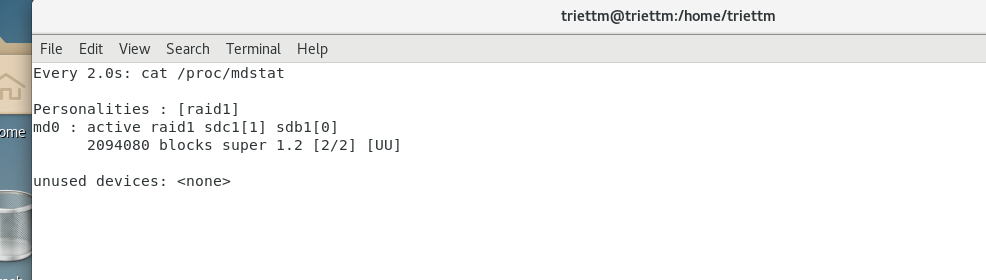 triettm@triettm:/home/triettm
File Edit View Search Terminal Help
Every 2.0s: cat /proc/mdstat
Personalities : [raid1]
md0 : active raid1 sdc1[1] sdb1[0]
2094080 blocks super 1.2 [2/2] [UU]
ome
unused devices: <none>